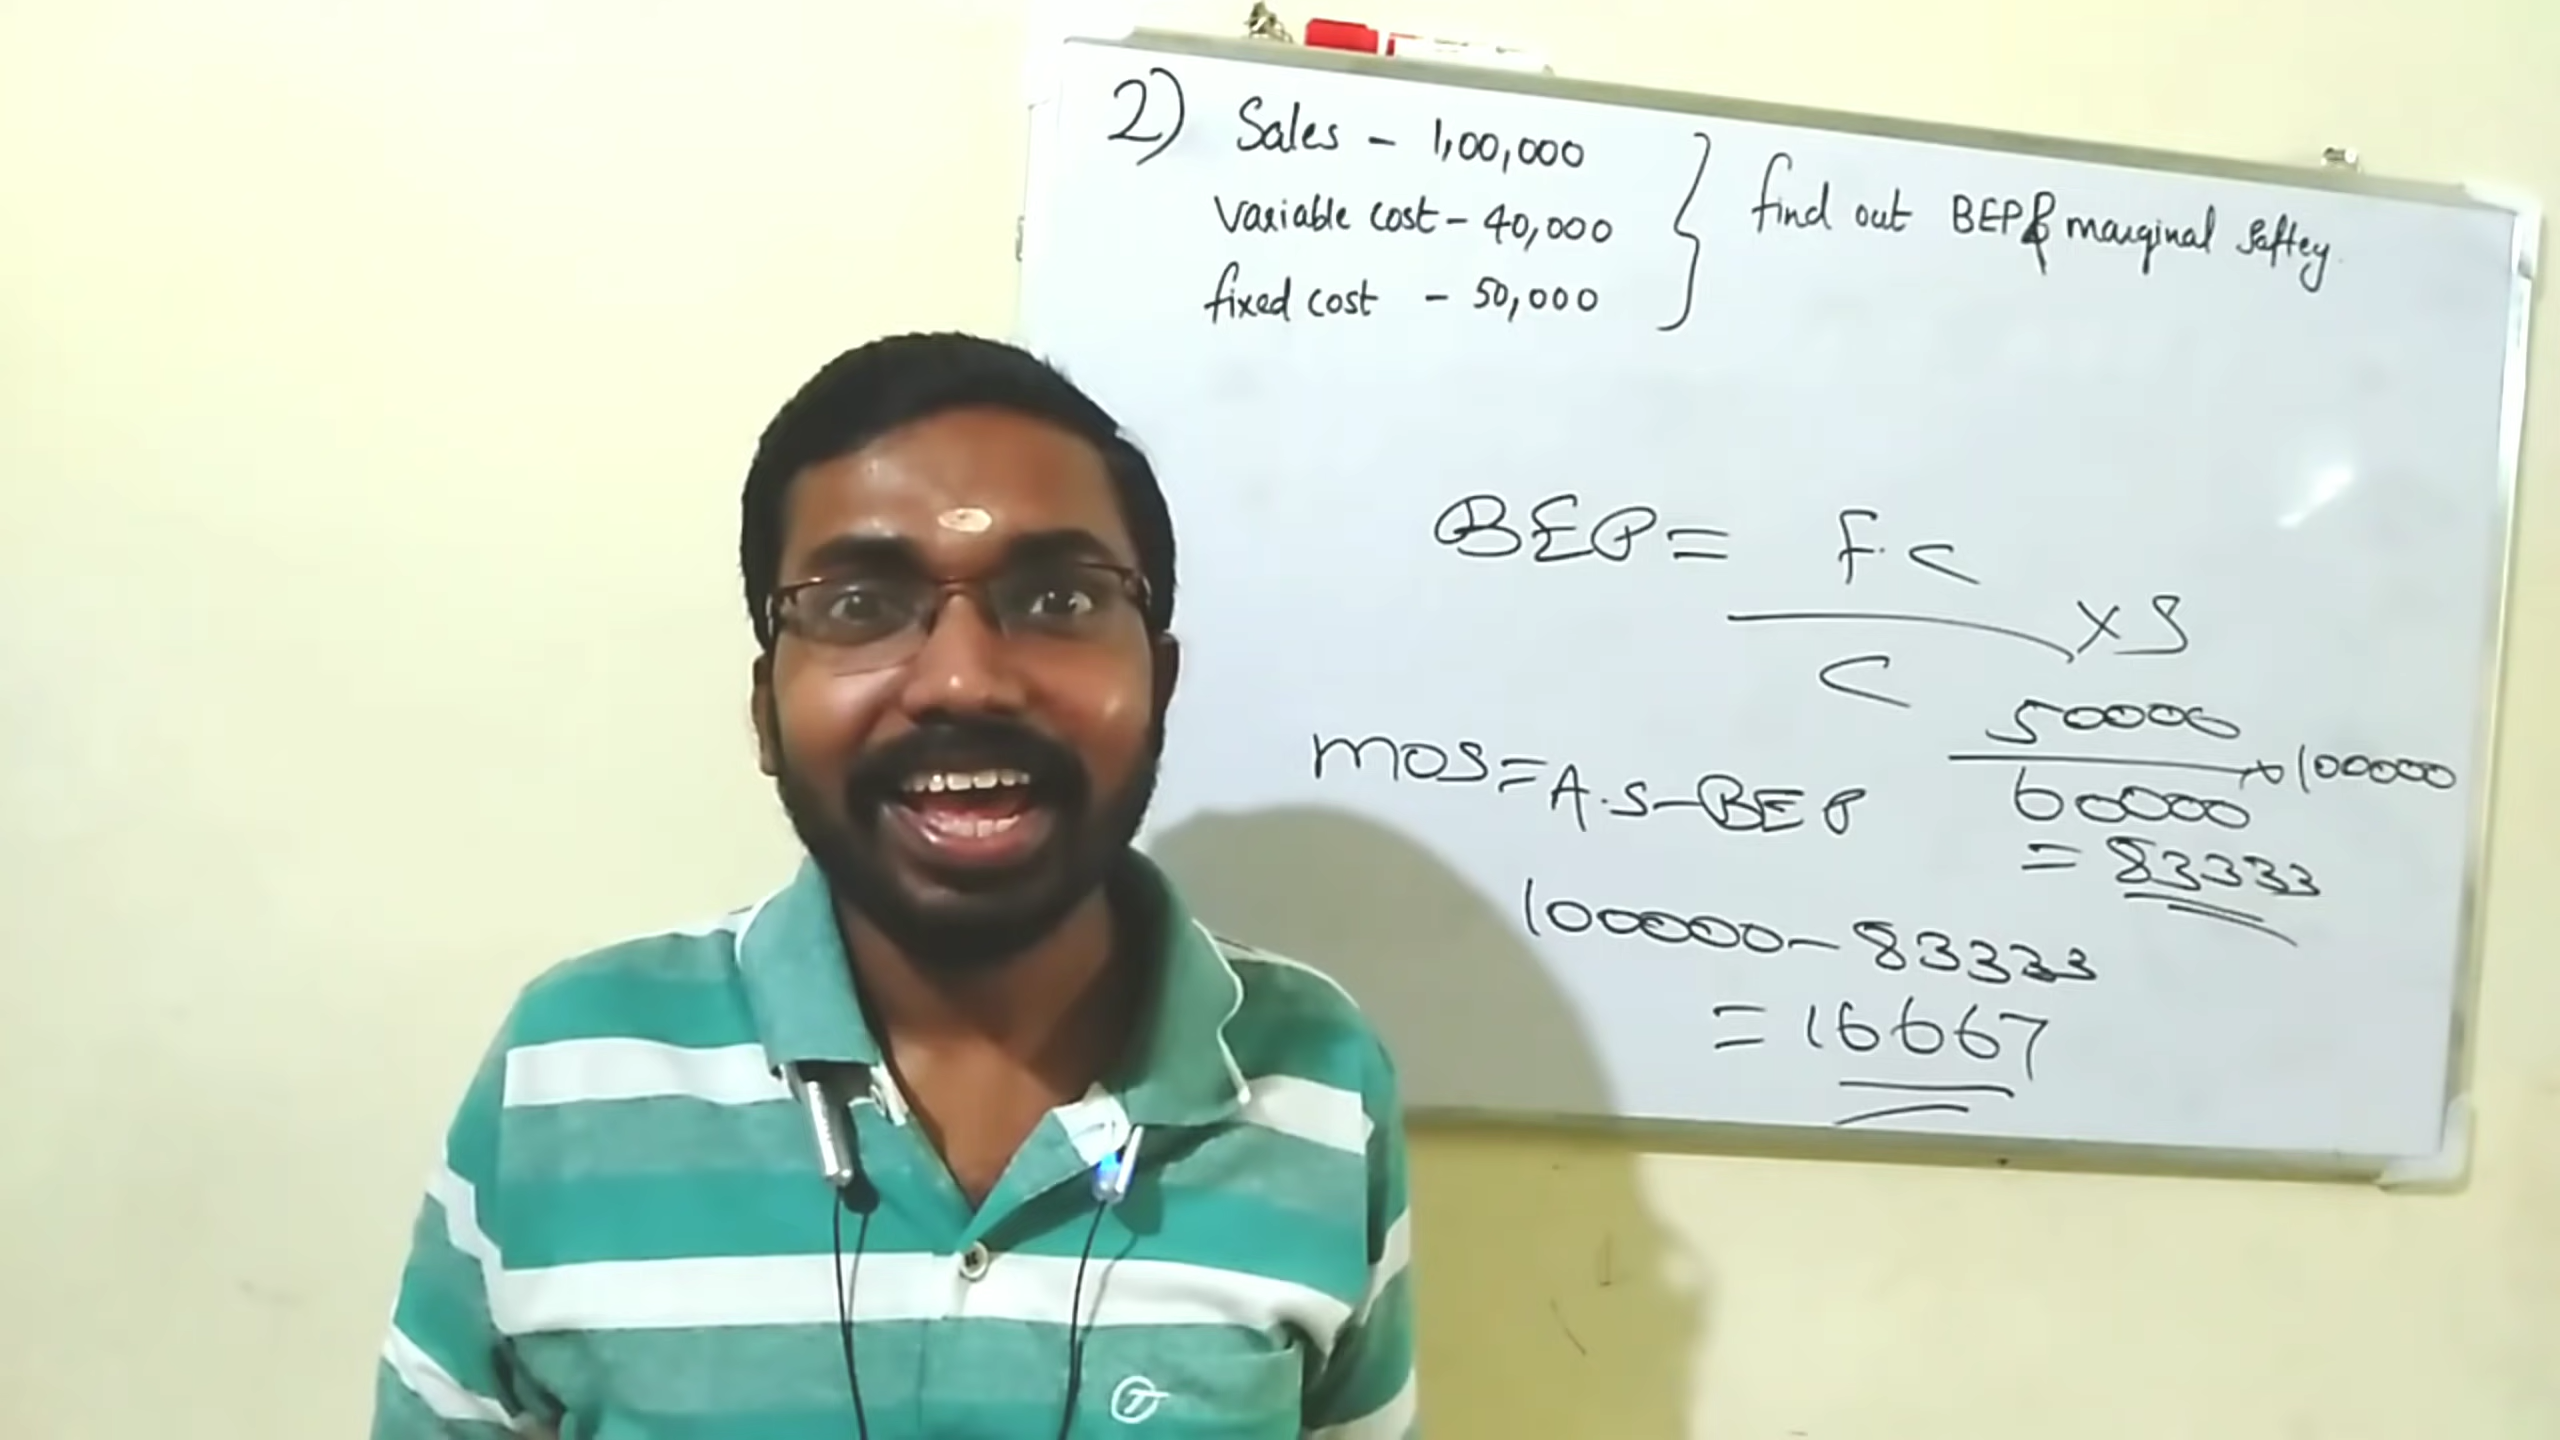 2) Sales - 1,00,000
Variable cost - 40,000
fixed cost - 50,000
find out BEP & marginal saftey.
BEP = F.C
× S
C
50000
× 100000
60000
= 83333
MOS = A.S - BEP
100000 - 83333
= 16667
T